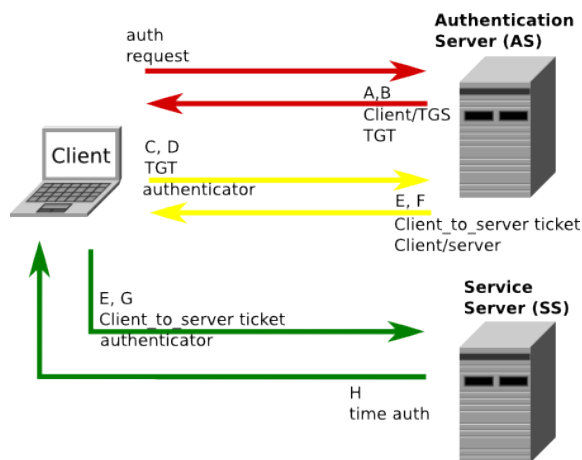 auth
request
Authentication
Server (AS)
A,B
Client/TGS
TGT
Client
C, D
TGT
authenticator
E, F
Client_to_server ticket
Client/server
E, G
Client_to_server ticket
authenticator
Service
Server (SS)
H
time auth